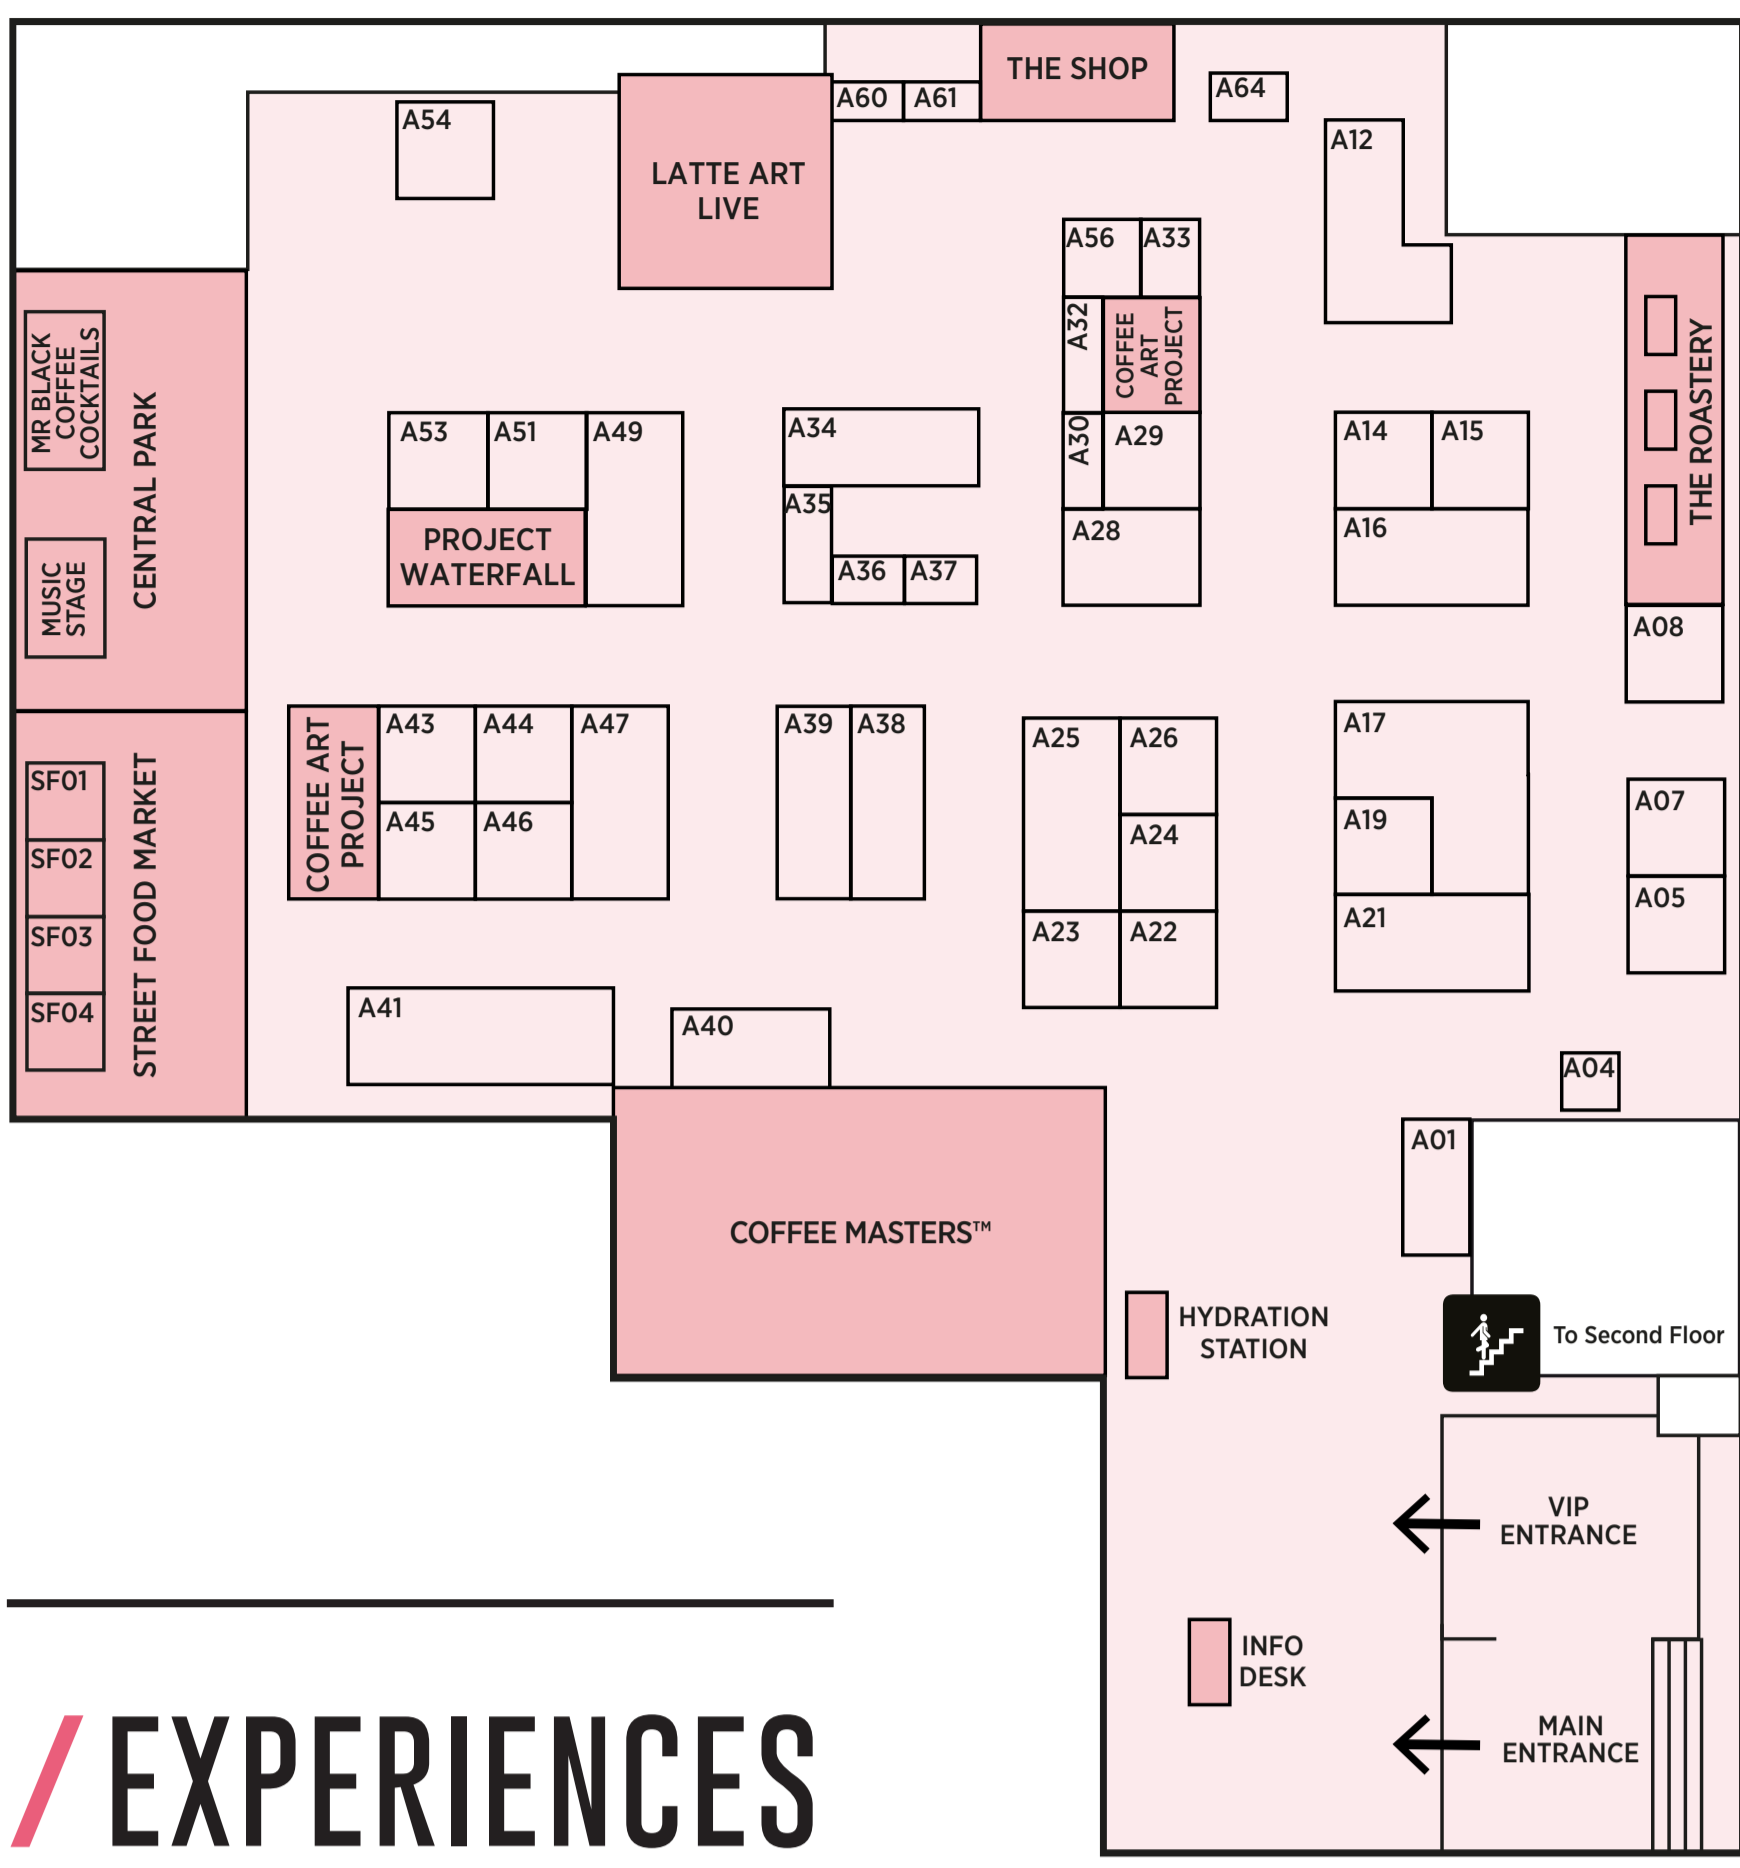 THE SHOP
A64
A60
A61
A54
A12
LATTE ART
LIVE
A56
A33
A32
COFFEE
ART
PROJECT
THE ROASTERY
MR BLACK
COFFEE
COCKTAILS
CENTRAL PARK
MUSIC
STAGE
A53
A51
A49
PROJECT
WATERFALL
A34
A35
A36
A37
A30
A29
A28
A14
A15
A16
A08
COFFEE ART
PROJECT
A43
A44
A47
A45
A46
A39
A38
A25
A26
A24
A23
A22
A17
A19
A21
A07
A05
SF01
SF02
SF03
SF04
STREET FOOD MARKET
A41
A40
A04
A01
COFFEE MASTERS™
HYDRATION
STATION
To Second Floor
VIP
ENTRANCE
INFO
DESK
MAIN
ENTRANCE
/EXPERIENCES